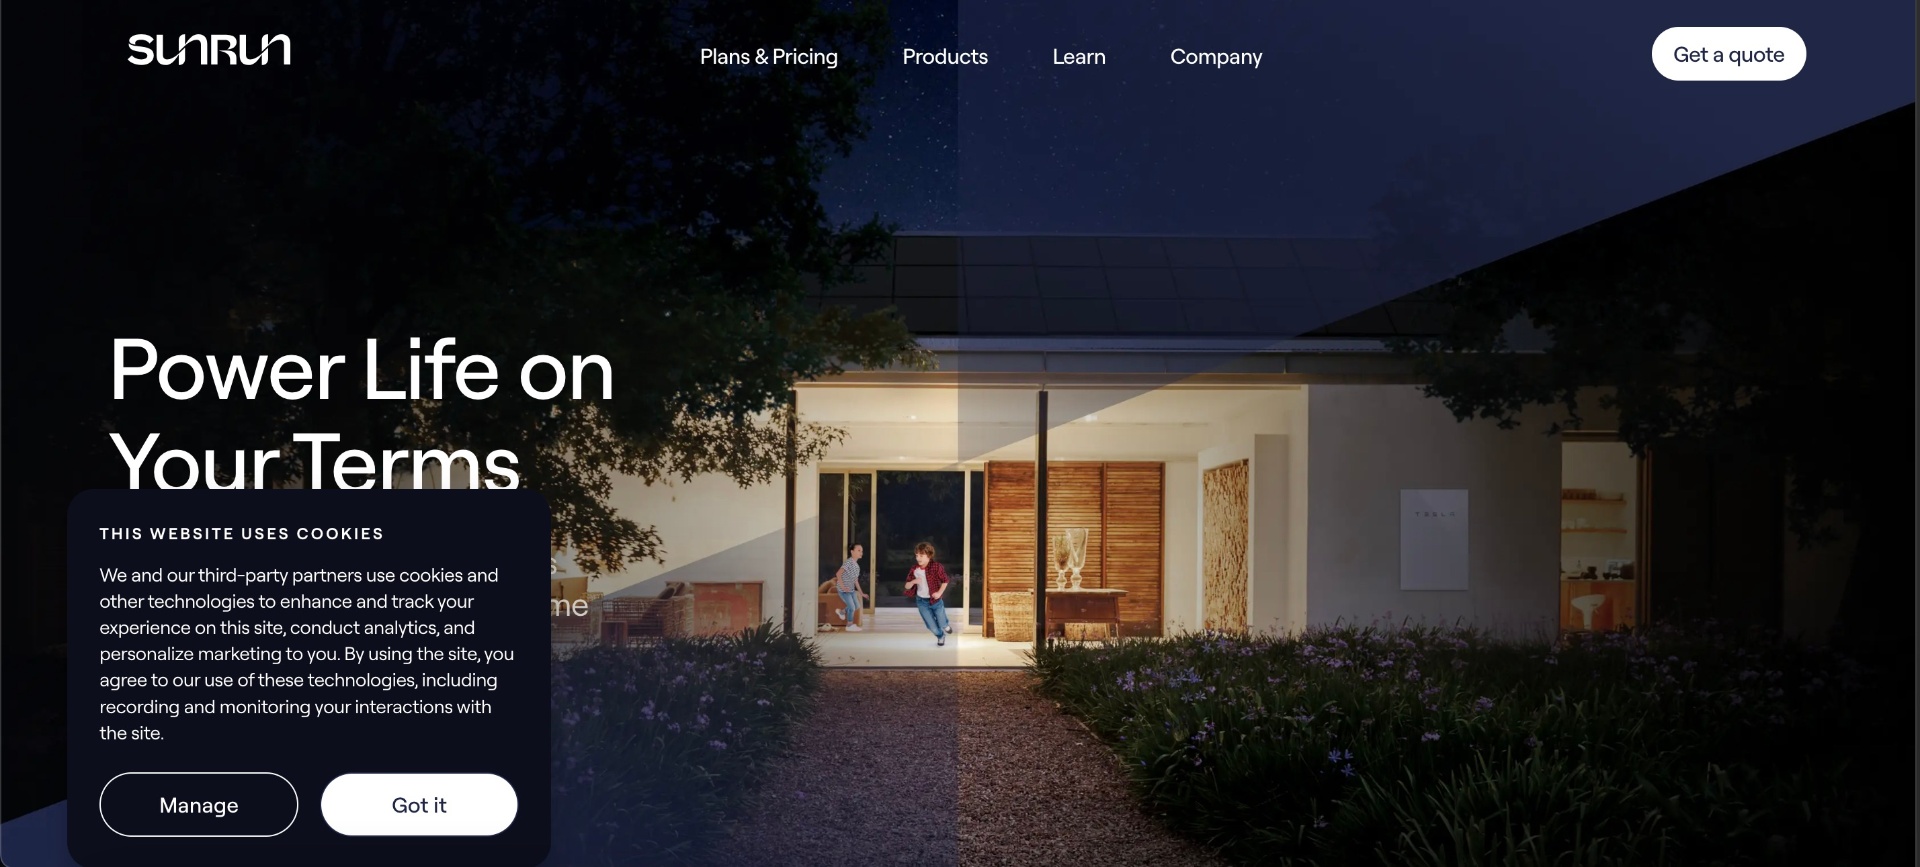 SUNRUN
Plans & Pricing
Products
Learn
Company
Get a quote
Power Life on
Your Terms
TESLA
THIS WEBSITE USES COOKIES
We and our third-party partners use cookies and
other technologies to enhance and track your
experience on this site, conduct analytics, and
personalize marketing to you. By using the site, you
agree to our use of these technologies, including
recording and monitoring your interactions with
the site.
Manage
Got it